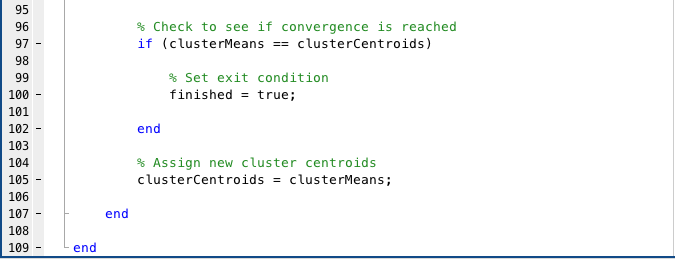 95
96 % Check to see if convergence is reached
97 - if (clusterMeans == clusterCentroids)
98
99 % Set exit condition
100 - finished = true;
101
102 - end
103
104 % Assign new cluster centroids
105 - clusterCentroids = clusterMeans;
106
107 - end
108
109 - end